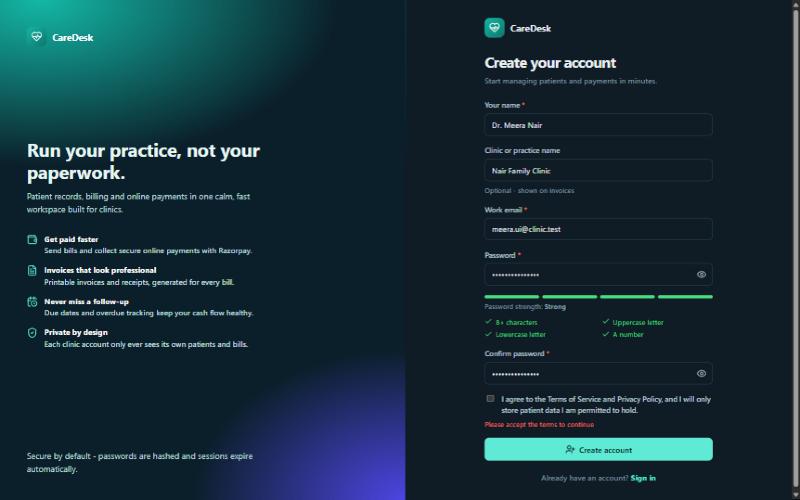 CareDesk
Run your practice, not your
paperwork.
Patient records, billing and online payments in one calm, fast
workspace built for clinics.
Get paid faster
Send bills and collect secure online payments with Razorpay.
Invoices that look professional
Printable invoices and receipts, generated for every bill.
Never miss a follow-up
Due dates and overdue tracking keep your cash flow healthy.
Private by design
Each clinic account only ever sees its own patients and bills.
Secure by default - passwords are hashed and sessions expire
automatically.
CareDesk
Create your account
Start managing patients and payments in minutes.
Your name *
Dr. Meera Nair
Clinic or practice name
Nair Family Clinic
Optional · shown on invoices
Work email *
meera.ui@clinic.test
Password *
•••••••••••••••
Password strength: Strong
8+ characters
Uppercase letter
Lowercase letter
A number
Confirm password *
•••••••••••••••
I agree to the Terms of Service and Privacy Policy, and I will only
store patient data I am permitted to hold.
Please accept the terms to continue
Create account
Already have an account? Sign in